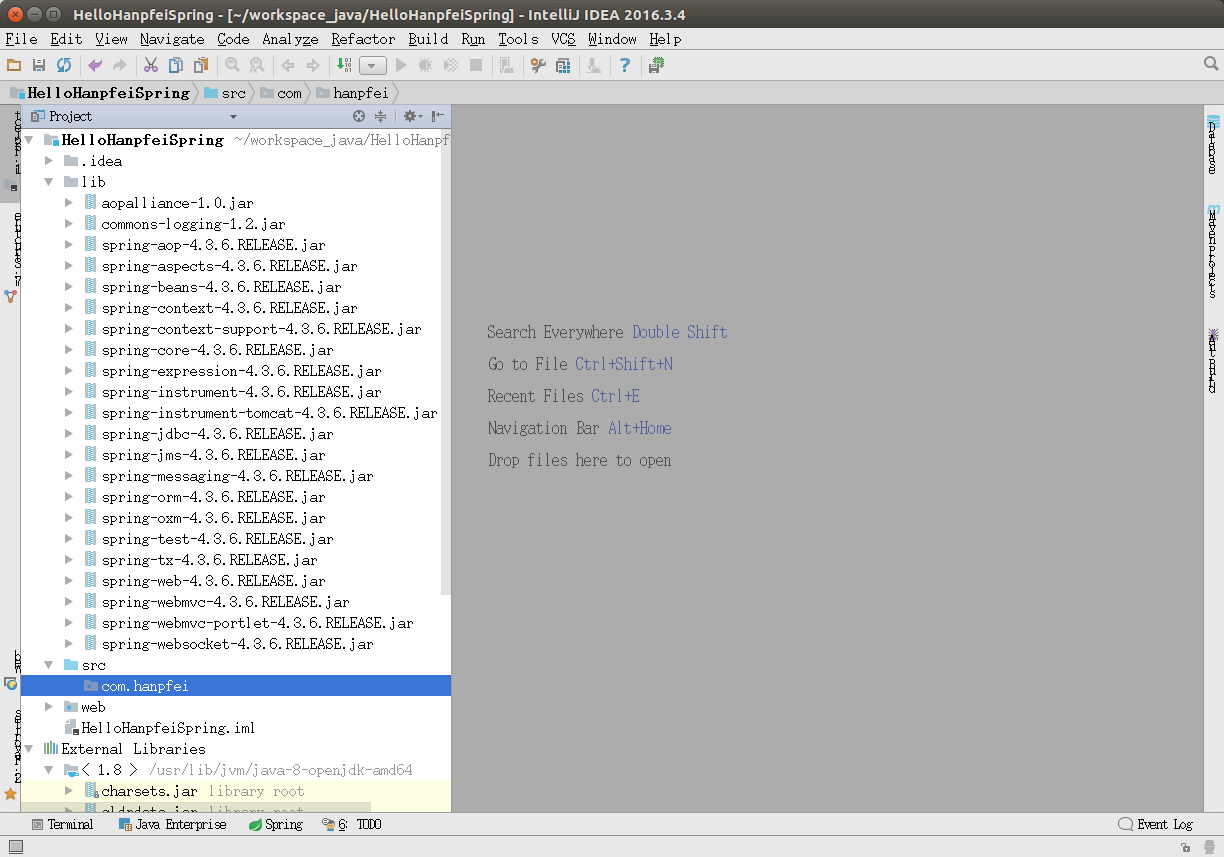 HelloHanpfeiSpring - [~/workspace_java/HelloHanpfeiSpring] - IntelliJ IDEA 2016.3.4
File Edit View Navigate Code Analyze Refactor Build Run Tools VCS Window Help
HelloHanpfeiSpring src com hanpfei
Project
HelloHanpfeiSpring ~/workspace_java/HelloHanpf
.idea
lib
aopalliance-1.0.jar
commons-logging-1.2.jar
spring-aop-4.3.6.RELEASE.jar
spring-aspects-4.3.6.RELEASE.jar
spring-beans-4.3.6.RELEASE.jar
spring-context-4.3.6.RELEASE.jar
spring-context-support-4.3.6.RELEASE.jar
spring-core-4.3.6.RELEASE.jar
spring-expression-4.3.6.RELEASE.jar
spring-instrument-4.3.6.RELEASE.jar
spring-instrument-tomcat-4.3.6.RELEASE.jar
spring-jdbc-4.3.6.RELEASE.jar
spring-jms-4.3.6.RELEASE.jar
spring-messaging-4.3.6.RELEASE.jar
spring-orm-4.3.6.RELEASE.jar
spring-oxm-4.3.6.RELEASE.jar
spring-test-4.3.6.RELEASE.jar
spring-tx-4.3.6.RELEASE.jar
spring-web-4.3.6.RELEASE.jar
spring-webmvc-4.3.6.RELEASE.jar
spring-webmvc-portlet-4.3.6.RELEASE.jar
spring-websocket-4.3.6.RELEASE.jar
src
com.hanpfei
web
HelloHanpfeiSpring.iml
External Libraries
< 1.8 > /usr/lib/jvm/java-8-openjdk-amd64
charsets.jar library root
Search Everywhere Double Shift
Go to File Ctrl+Shift+N
Recent Files Ctrl+E
Navigation Bar Alt+Home
Drop files here to open
Database
Maven Projects
Ant Build
Terminal Java Enterprise Spring 6: TODO Event Log